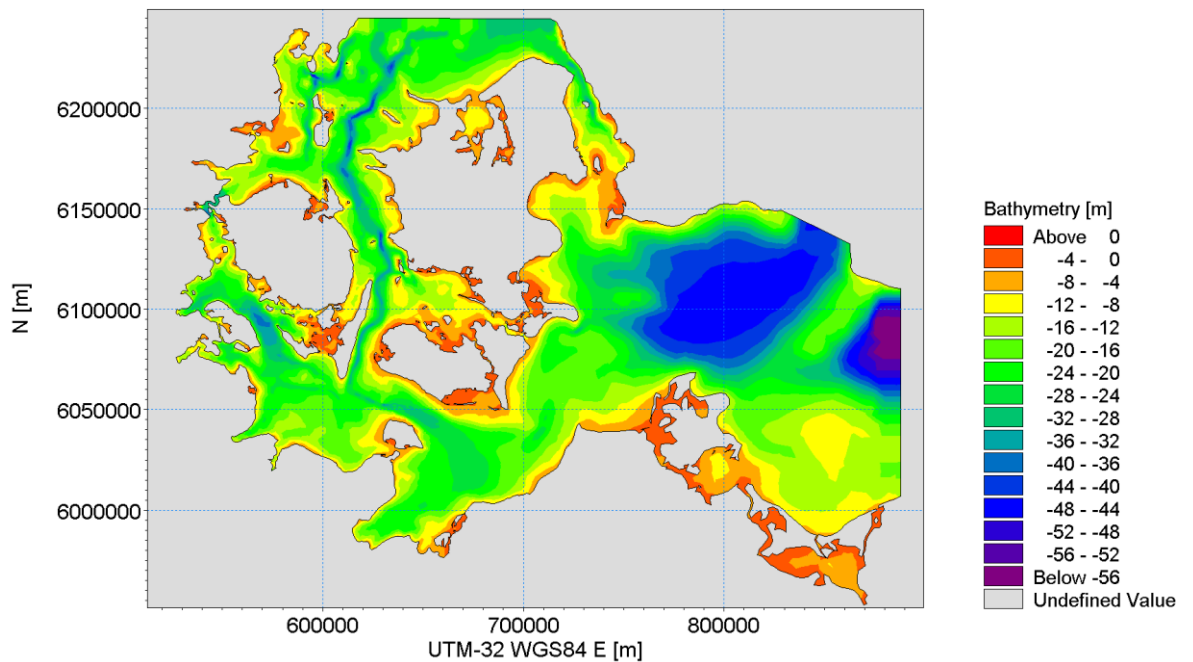 6200000
6150000
6100000
6050000
6000000
N [m]
600000 700000 800000
UTM-32 WGS84 E [m]
Bathymetry [m]
Above 0
-4 - 0
-8 - -4
-12 - -8
-16 - -12
-20 - -16
-24 - -20
-28 - -24
-32 - -28
-36 - -32
-40 - -36
-44 - -40
-48 - -44
-52 - -48
-56 - -52
Below -56
Undefined Value